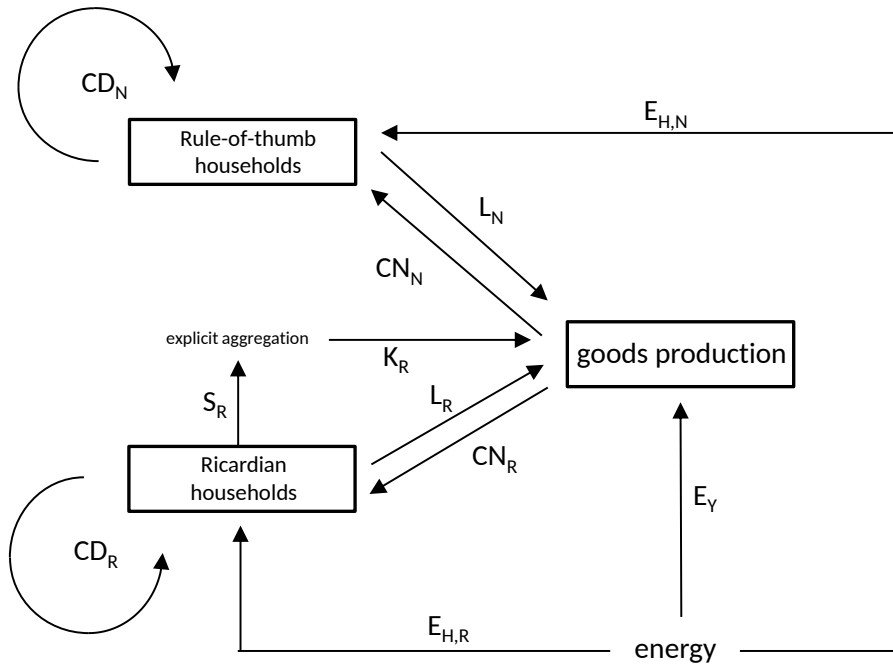 CD_N
E_H,N
Rule-of-thumb
households
L_N
CN_N
explicit aggregation
K_R
goods production
S_R
L_R
CN_R
Ricardian
households
E_Y
CD_R
E_H,R
energy